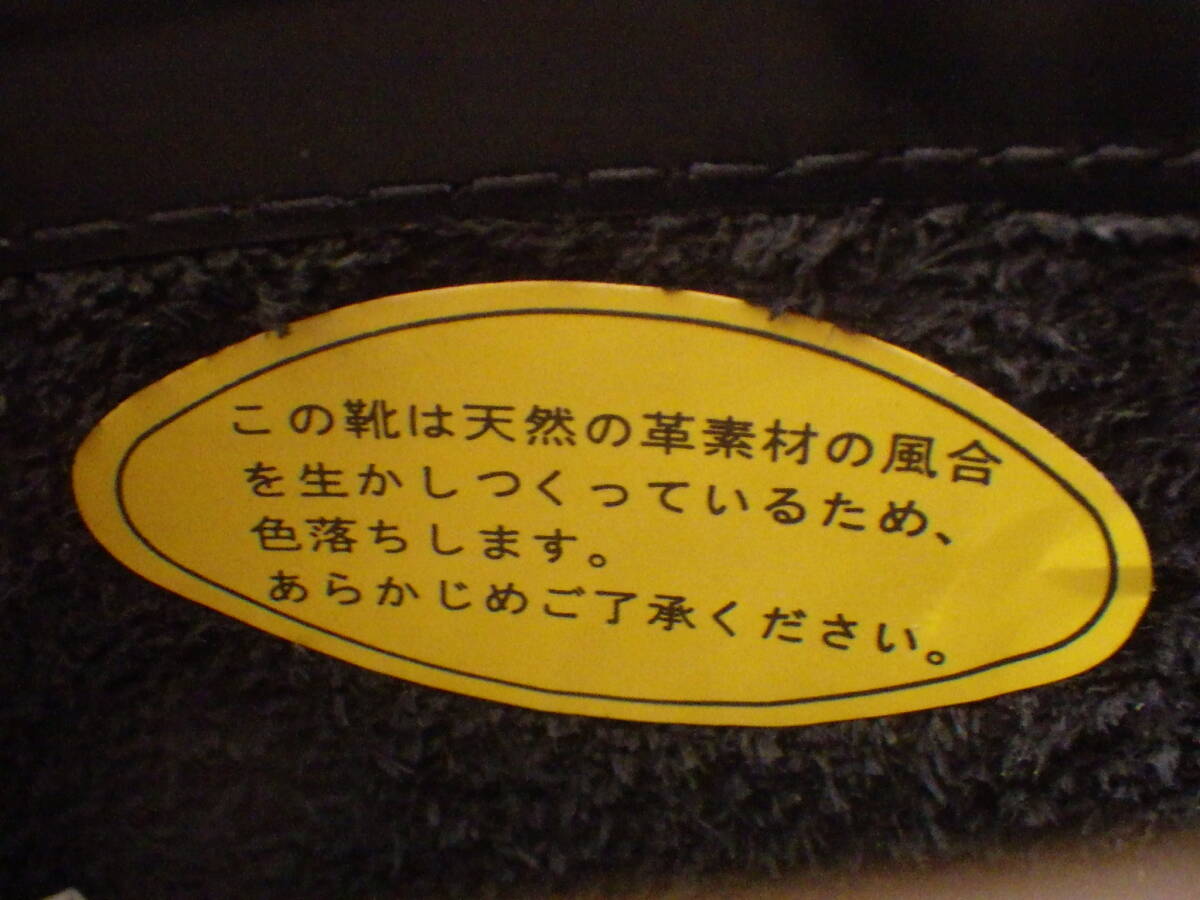 この靴は天然の革素材の風合
を生かしつくっているため、
色落ちします。
あらかじめご了承ください。